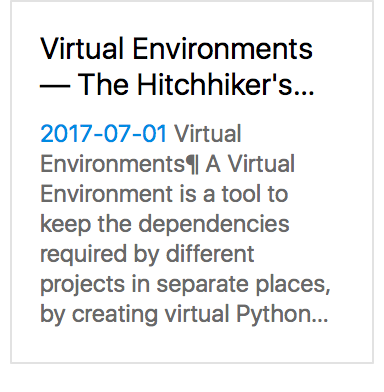 Virtual Environments
— The Hitchhiker's...
2017-07-01 Virtual
Environments¶ A Virtual
Environment is a tool to
keep the dependencies
required by different
projects in separate places,
by creating virtual Python...